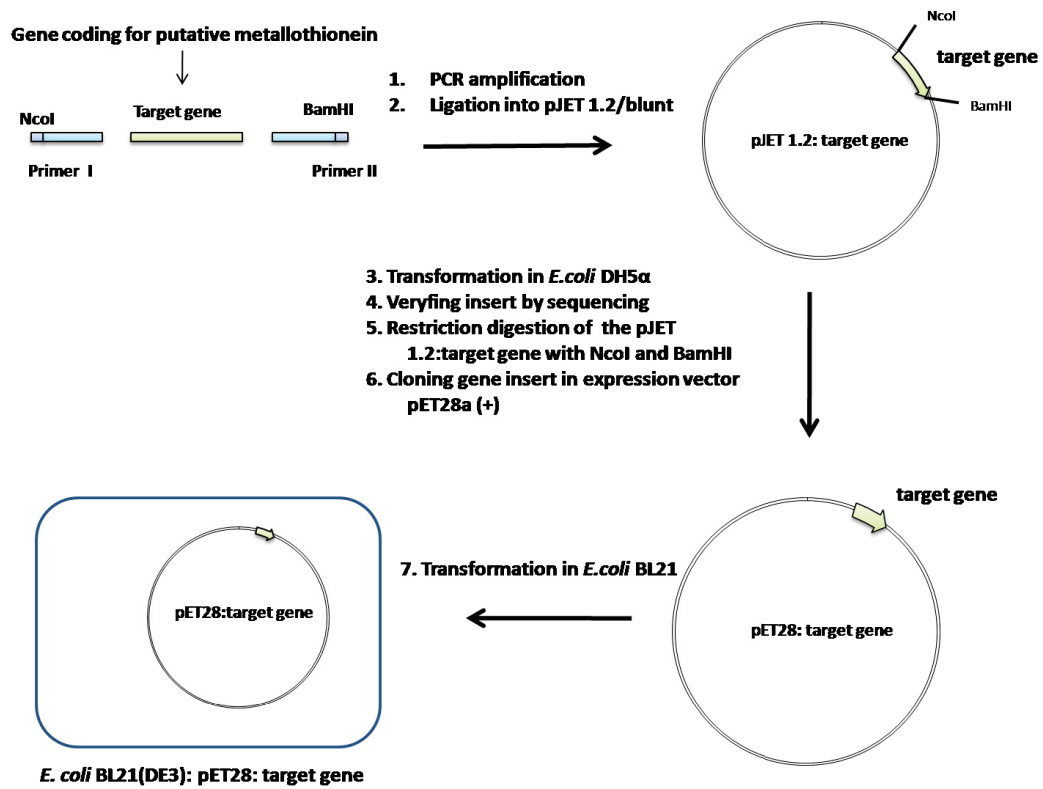 Gene coding for putative metallothionein
NcoI
Target gene
BamHI
Primer I
Primer II
1. PCR amplification
2. Ligation into pJET 1.2/blunt
NcoI
target gene
BamHI
pJET 1.2: target gene
3. Transformation in E.coli DH5α
4. Veryfing insert by sequencing
5. Restriction digestion of the pJET
1.2:target gene with NcoI and BamHI
6. Cloning gene insert in expression vector
pET28a (+)
target gene
pET28: target gene
7. Transformation in E.coli BL21
pET28:target gene
E. coli BL21(DE3): pET28: target gene